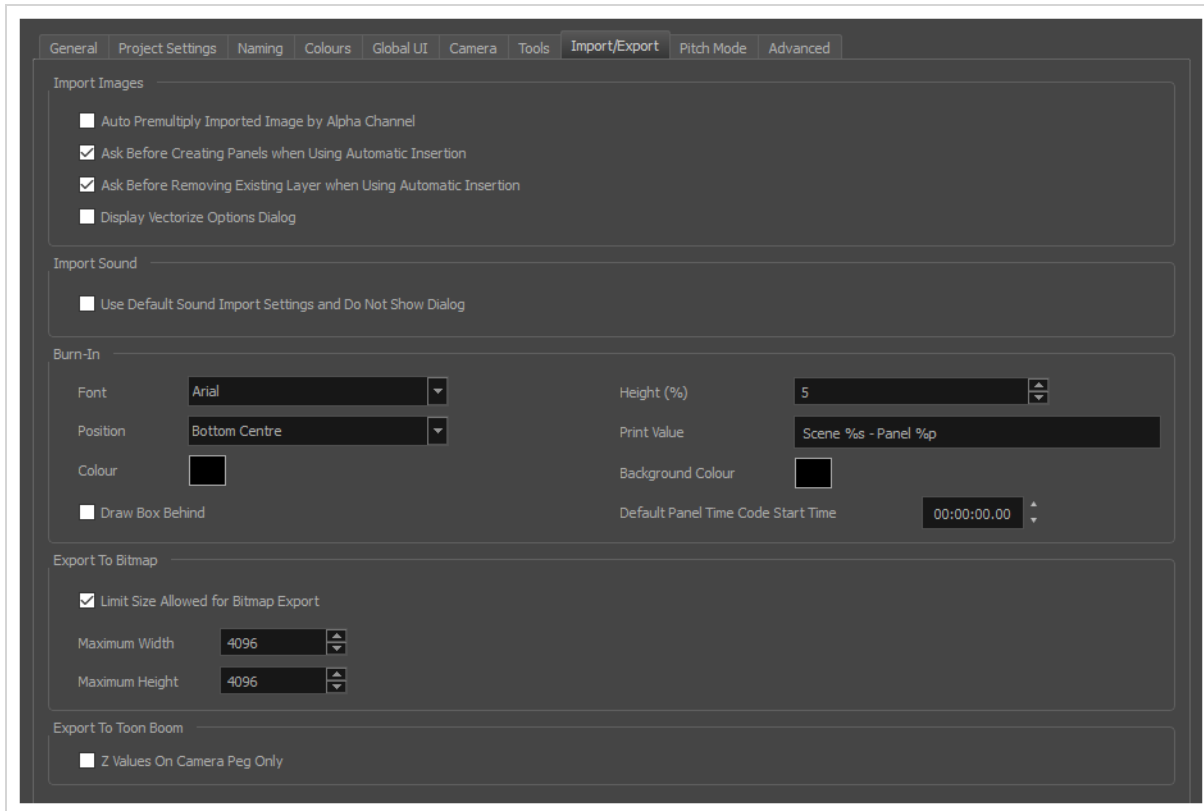 General Project Settings Naming Colours Global UI Camera Tools Import/Export Pitch Mode Advanced
Import Images
Auto Premultiply Imported Image by Alpha Channel
Ask Before Creating Panels when Using Automatic Insertion
Ask Before Removing Existing Layer when Using Automatic Insertion
Display Vectorize Options Dialog
Import Sound
Use Default Sound Import Settings and Do Not Show Dialog
Burn-In
Font Arial Height (%) 5
Position Bottom Centre Print Value Scene %s - Panel %p
Colour Background Colour
Draw Box Behind Default Panel Time Code Start Time 00:00:00.00
Export To Bitmap
Limit Size Allowed for Bitmap Export
Maximum Width 4096
Maximum Height 4096
Export To Toon Boom
Z Values On Camera Peg Only